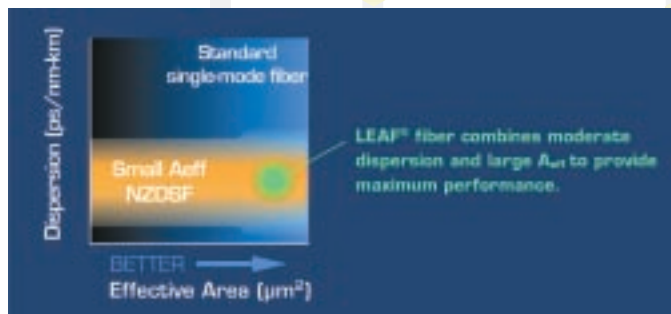 Standard
single-mode fiber
Dispersion (ps/nm-km)
Small Aeff
NZDSF
LEAF® fiber combines moderate
dispersion and large Aeff to provide
maximum performance.
BETTER
Effective Area (µm²)